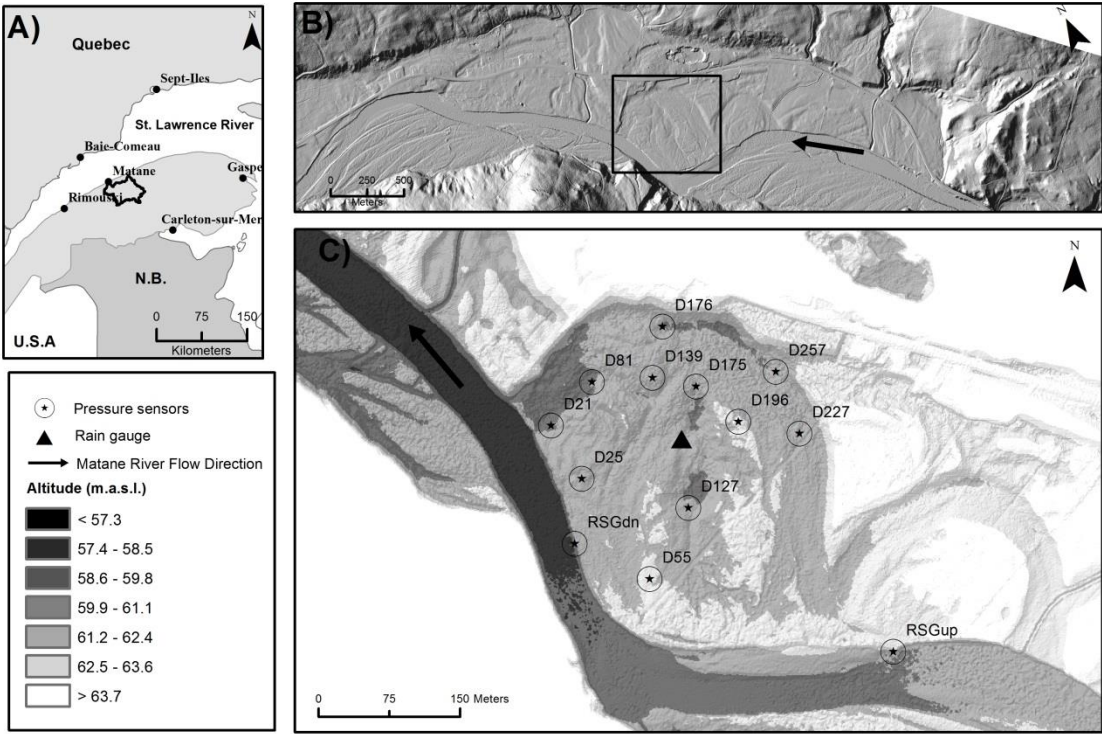 A)
N
Quebec
Sept-Iles
St. Lawrence River
Baie-Comeau
Matane
Gaspe
Rimouski
Carleton-sur-Mer
N.B.
0 75 150
Kilometers
U.S.A
B)
N
0 250 500
Meters
Pressure sensors
Rain gauge
Matane River Flow Direction
Altitude (m.a.s.l.)
< 57.3
57.4 - 58.5
58.6 - 59.8
59.9 - 61.1
61.2 - 62.4
62.5 - 63.6
> 63.7
C)
N
D176
D81
D139
D175
D257
D21
D196
D227
D25
D127
RSGdn
D55
RSGup
0 75 150 Meters